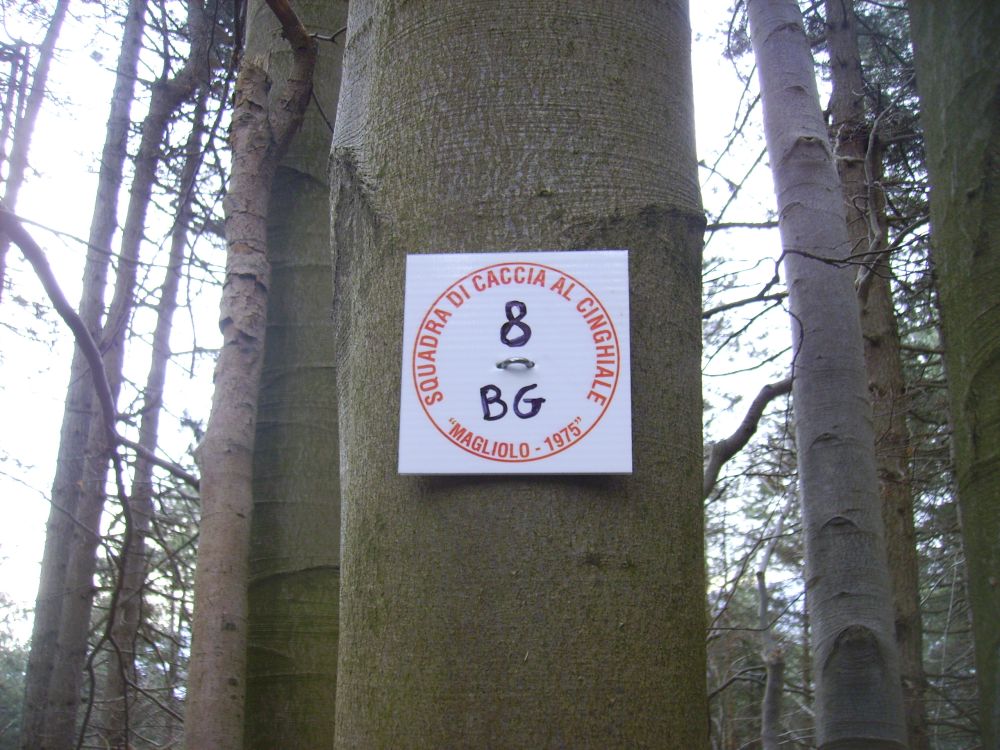 SQUADRA DI CACCIA AL CINGHIALE
8
BG
"MAGLIOLO - 1975"